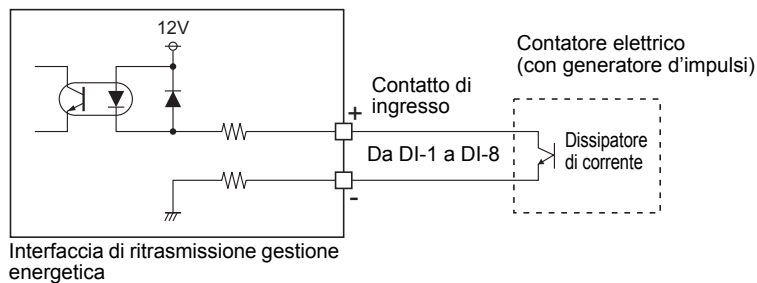 12V
Contatore elettrico
(con generatore d'impulsi)
Contatto di
ingresso
+
Da DI-1 a DI-8
-
Dissipatore
di corrente
Interfaccia di ritrasmissione gestione
energetica